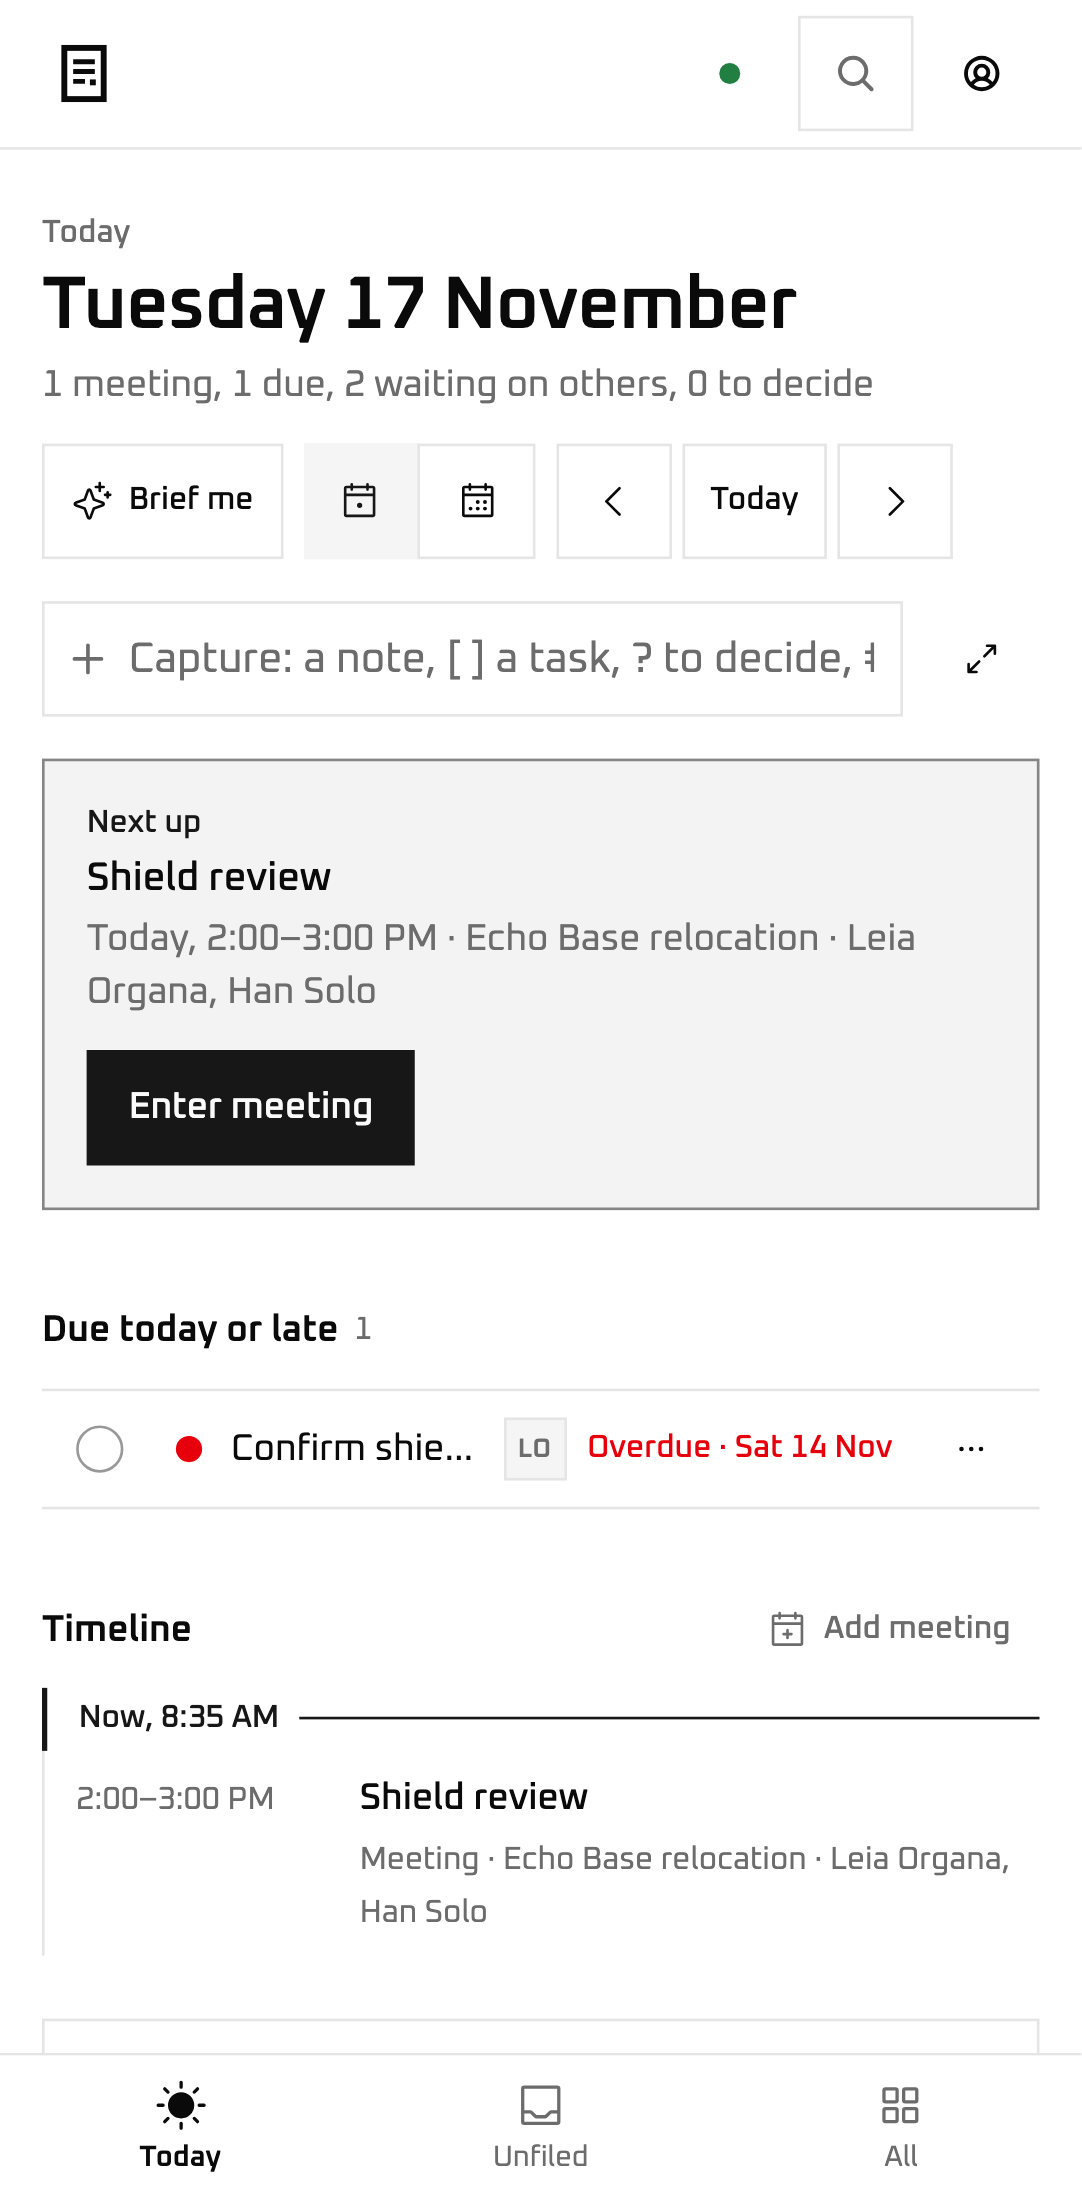 Today
Tuesday 17 November
1 meeting, 1 due, 2 waiting on others, 0 to decide
Brief me
Today
Capture: a note, [ ] a task, ? to decide,
Next up
Shield review
Today, 2:00–3:00 PM · Echo Base relocation · Leia
Organa, Han Solo
Enter meeting
Due today or late 1
Confirm shie... LO Overdue · Sat 14 Nov
Timeline Add meeting
Now, 8:35 AM
2:00–3:00 PM Shield review
Meeting · Echo Base relocation · Leia Organa,
Han Solo
Today Unfiled All